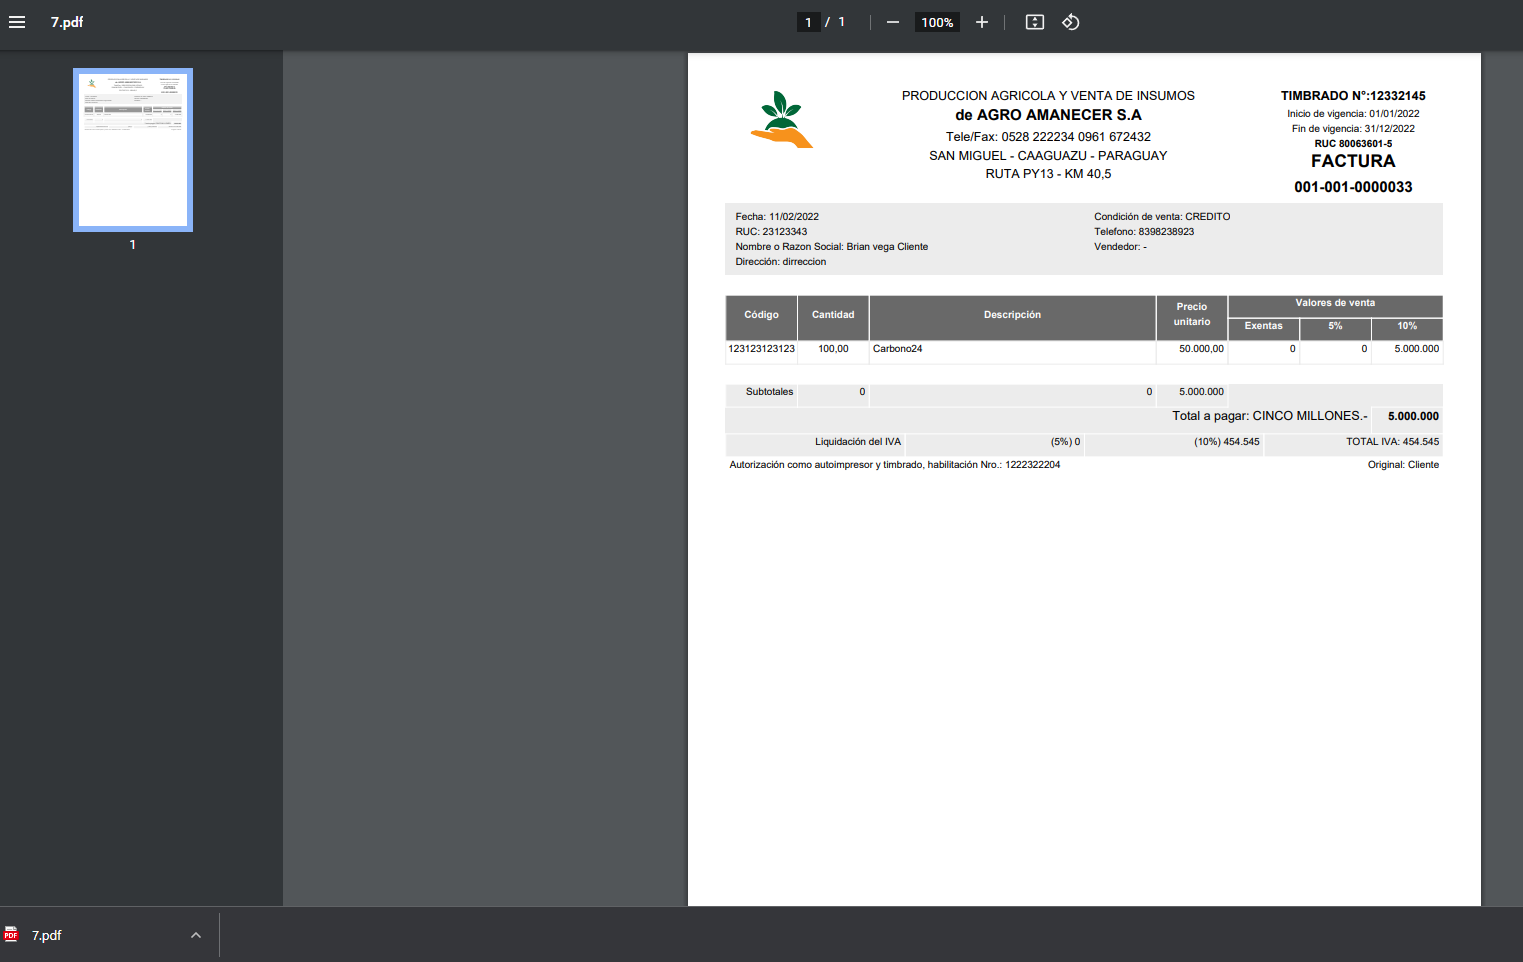 7.pdf
1 / 1
100%
1
PRODUCCION AGRICOLA Y VENTA DE INSUMOS
de AGRO AMANECER S.A
Tele/Fax: 0528 222234 0961 672432
SAN MIGUEL - CAAGUAZU - PARAGUAY
RUTA PY13 - KM 40,5
TIMBRADO N°:12332145
Inicio de vigencia: 01/01/2022
Fin de vigencia: 31/12/2022
RUC 80063601-5
FACTURA
001-001-0000033
Fecha: 11/02/2022
RUC: 23123343
Nombre o Razon Social: Brian vega Cliente
Dirección: dirreccion
Condición de venta: CREDITO
Telefono: 8398238923
Vendedor: -
Código Cantidad Descripción Precio unitario Valores de venta
Exentas 5% 10%
123123123123 100,00 Carbono24 50.000,00 0 0 5.000.000
Subtotales 0 0 5.000.000
Total a pagar: CINCO MILLONES.- 5.000.000
Liquidación del IVA (5%) 0 (10%) 454.545 TOTAL IVA: 454.545
Autorización como autoimpresor y timbrado, habilitación Nro.: 1222322204 Original: Cliente
PDF 7.pdf